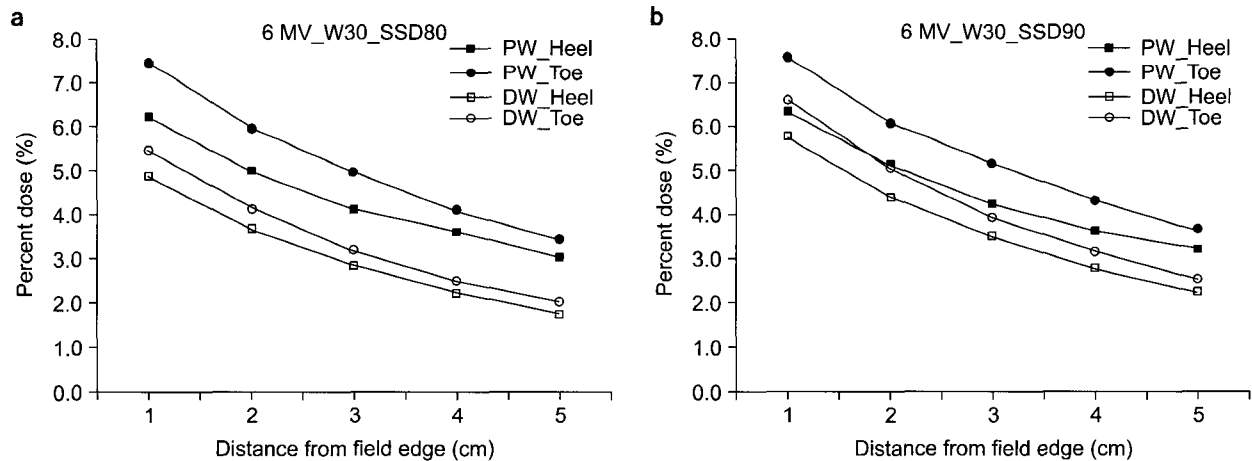 a
6 MV_W30_SSD80
PW_Heel
PW_Toe
DW_Heel
DW_Toe
8.0
7.0
6.0
5.0
4.0
3.0
2.0
1.0
0.0
Percent dose (%)
1 2 3 4 5
Distance from field edge (cm)
b
6 MV_W30_SSD90
PW_Heel
PW_Toe
DW_Heel
DW_Toe
8.0
7.0
6.0
5.0
4.0
3.0
2.0
1.0
0.0
Percent dose (%)
1 2 3 4 5
Distance from field edge (cm)